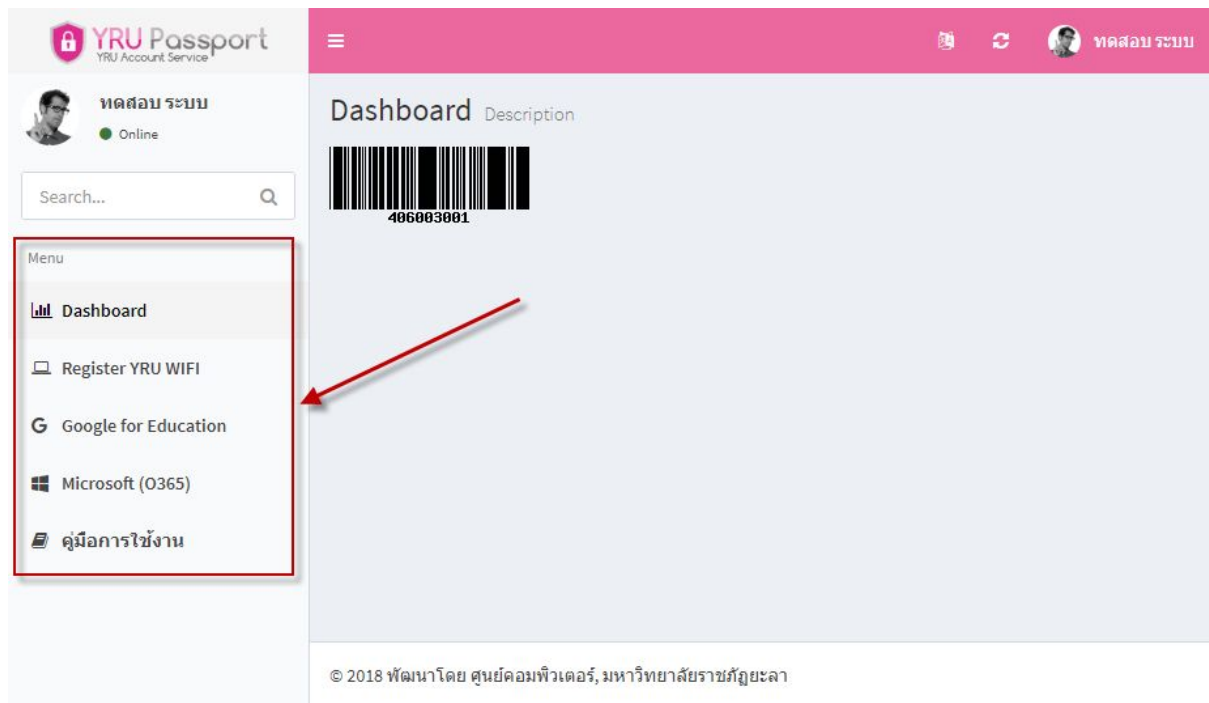 YRU Passport
YRU Account Service
ทดสอบ ระบบ
ทดสอบ ระบบ
Online
Search...
Menu
Dashboard
Register YRU WIFI
Google for Education
Microsoft (O365)
คู่มือการใช้งาน
Dashboard Description
406003001
© 2018 พัฒนาโดย ศูนย์คอมพิวเตอร์, มหาวิทยาลัยราชภัฏยะลา